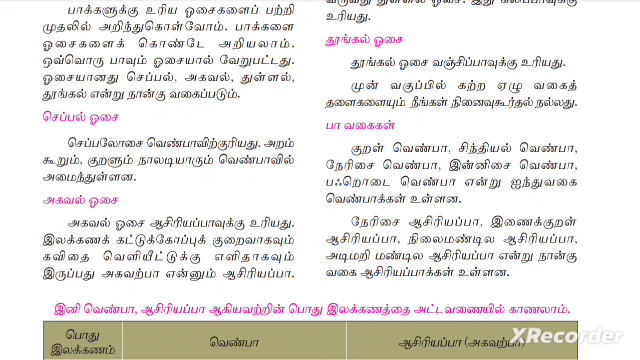 பாக்களுக்கு உரிய ஓசைகளைப் பற்றி
முதலில் அறிந்துகொள்வோம். பாக்களை
ஓசைகளைக் கொண்டே அறியலாம்.
ஒவ்வொரு பாவும் ஓசையால் வேறுபட்டது.
ஓசையானது செப்பல், அகவல், துள்ளல்,
தூங்கல் என்று நான்கு வகைப்படும்.
செப்பல் ஓசை
செப்பலோசை வெண்பாவிற்குரியது. அறம்
கூறும், குறளும் நாலடியாரும் வெண்பாவில்
அமைந்துள்ளன.
அகவல் ஓசை
அகவல் ஓசை ஆசிரியப்பாவுக்கு உரியது.
இலக்கணக் கட்டுக்கோப்புக் குறைவாகவும்
கவிதை வெளியீட்டுக்கு எளிதாகவும்
இருப்பது அகவற்பா என்னும் ஆசிரியப்பா.
உரியது.
தூங்கல் ஓசை
தூங்கல் ஓசை வஞ்சிப்பாவுக்கு உரியது.
முன் வகுப்பில் கற்ற ஏழு வகைத்
தளைகளையும் நீங்கள் நினைவுகூர்தல் நல்லது.
பா வகைகள்
குறள் வெண்பா, சிந்தியல் வெண்பா,
நேரிசை வெண்பா, இன்னிசை வெண்பா,
பஃறொடை வெண்பா என்று ஐந்துவகை
வெண்பாக்கள் உள்ளன.
நேரிசை ஆசிரியப்பா, இணைக்குறள்
ஆசிரியப்பா, நிலைமண்டில ஆசிரியப்பா,
அடிமறி மண்டில ஆசிரியப்பா என்று நான்கு
வகை ஆசிரியப்பாக்கள் உள்ளன.
இனி வெண்பா, ஆசிரியப்பா ஆகியவற்றின் பொது இலக்கணத்தை அட்டவணையில் காணலாம்.
பொது
இலக்கணம்
வெண்பா
ஆசிரியப்பா (அகவற்பா)
XRecorder